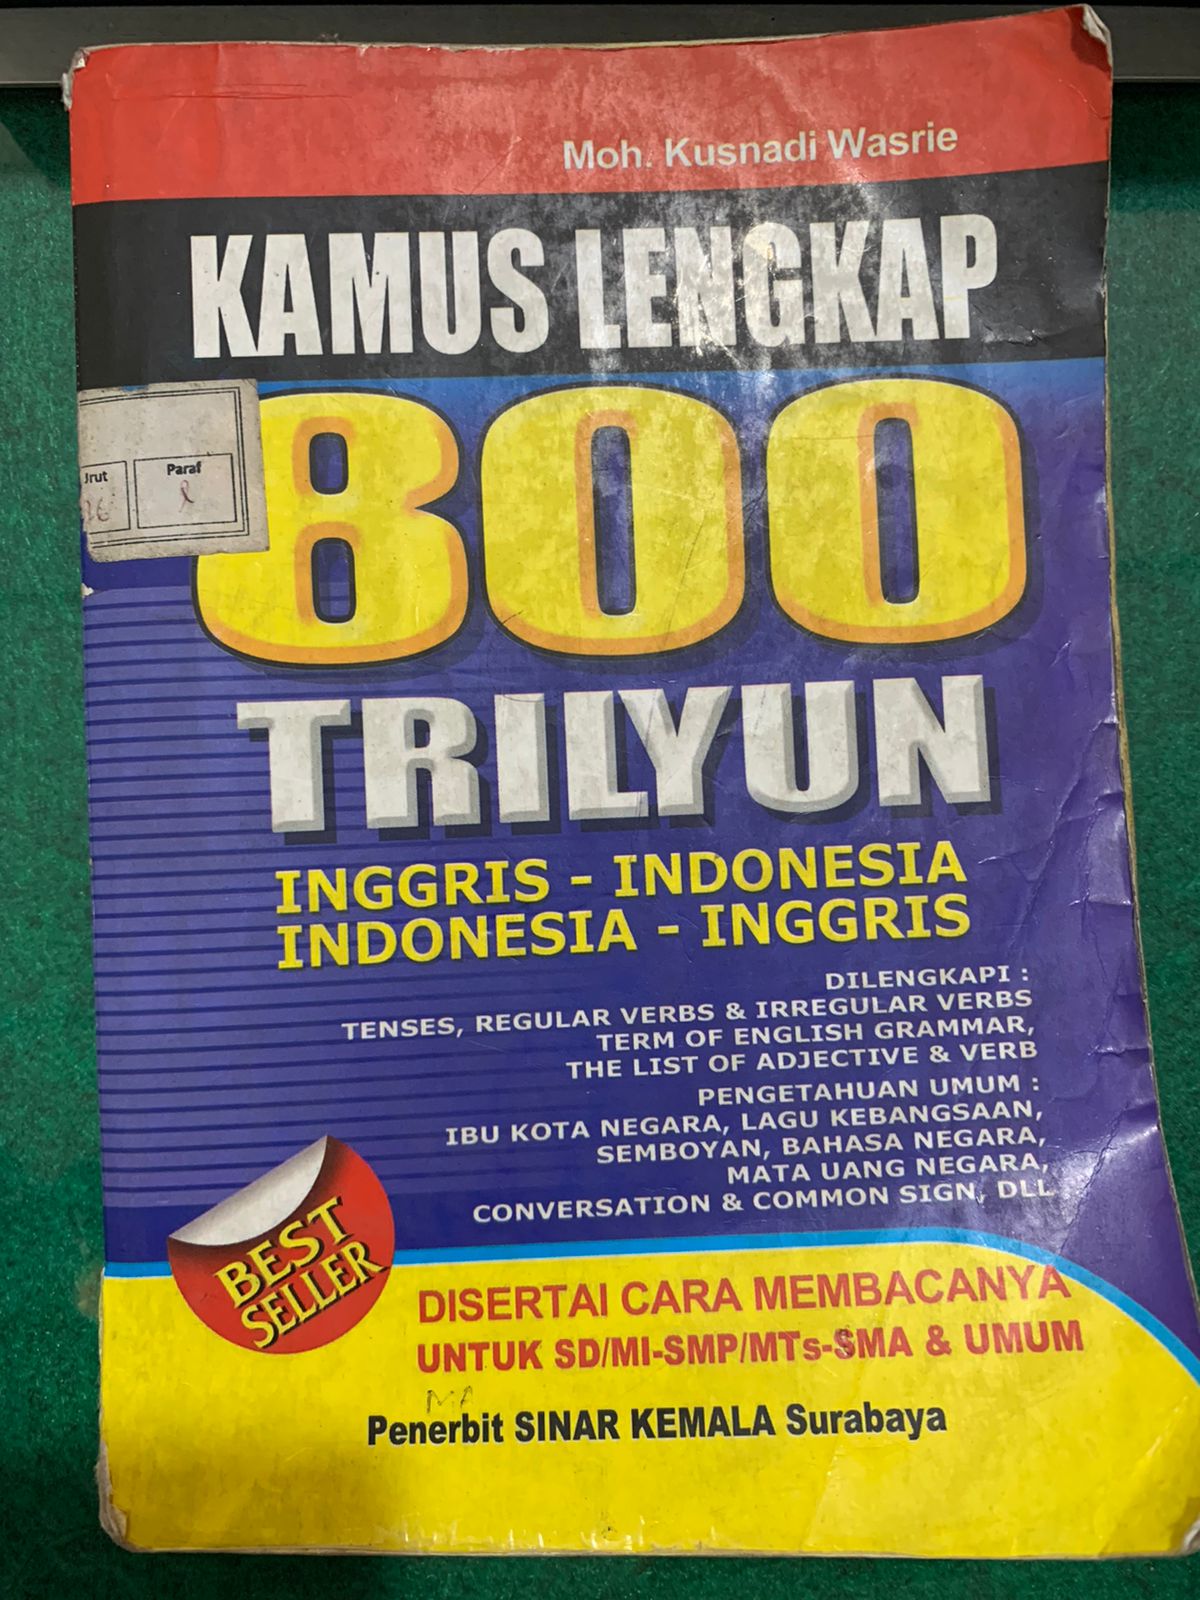 Moh. Kusnadi Wasrie
KAMUS LENGKAP
Paraf
800
TRILYUN
INGGRIS - INDONESIA
INDONESIA - INGGRIS
DILENGKAPI :
TENSES, REGULAR VERBS & IRREGULAR VERBS
TERM OF ENGLISH GRAMMAR,
THE LIST OF ADJECTIVE & VERB
PENGETAHUAN UMUM :
IBU KOTA NEGARA, LAGU KEBANGSAAN,
SEMBOYAN, BAHASA NEGARA,
MATA UANG NEGARA,
CONVERSATION & COMMON SIGN, DLL
BEST
SELLER
DISERTAI CARA MEMBACANYA
UNTUK SD/MI-SMP/MTs-SMA & UMUM
MA
Penerbit SINAR KEMALA Surabaya